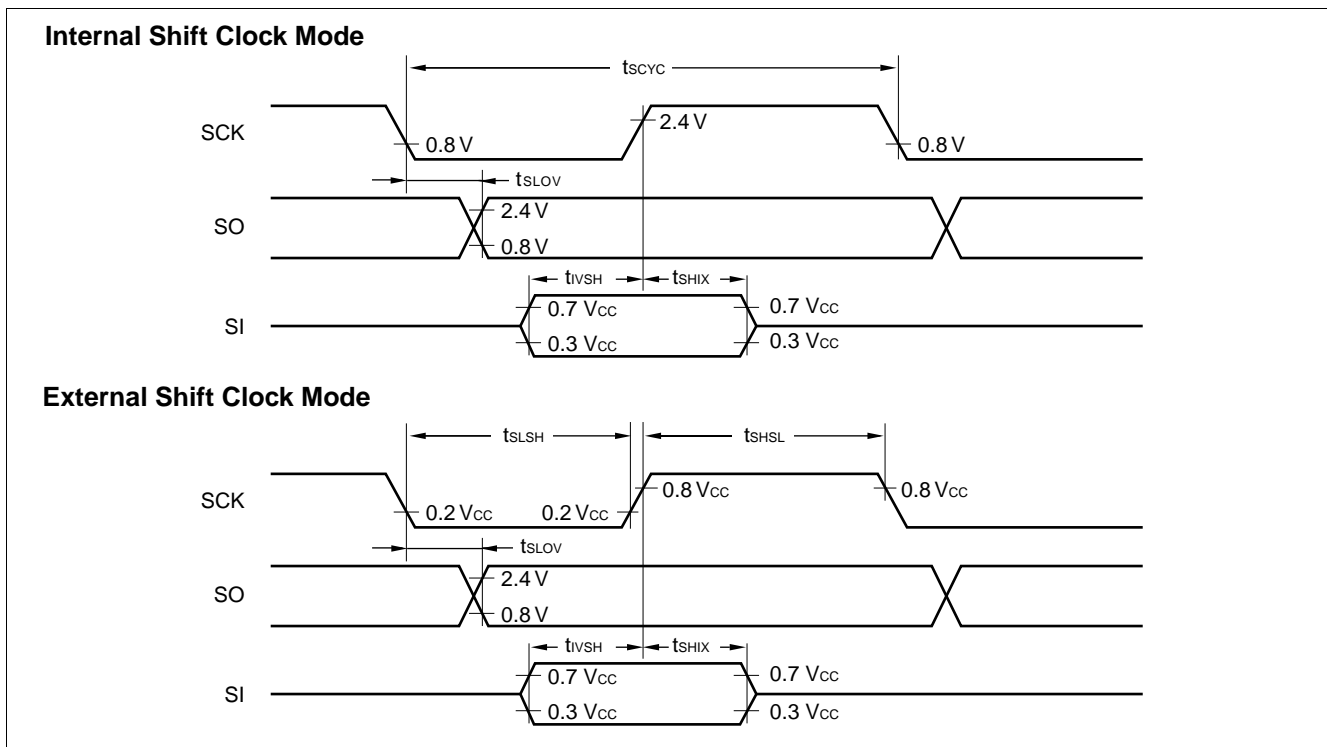 Internal Shift Clock Mode
tSCYC
SCK
0.8 V
2.4 V
0.8 V
tSLOV
SO
2.4 V
0.8 V
tIVSH
tSHIX
SI
0.7 VCC
0.7 VCC
0.3 VCC
0.3 VCC
External Shift Clock Mode
tSLSH
tSHSL
SCK
0.8 VCC
0.8 VCC
0.2 VCC
0.2 VCC
tSLOV
SO
2.4 V
0.8 V
tIVSH
tSHIX
SI
0.7 VCC
0.7 VCC
0.3 VCC
0.3 VCC